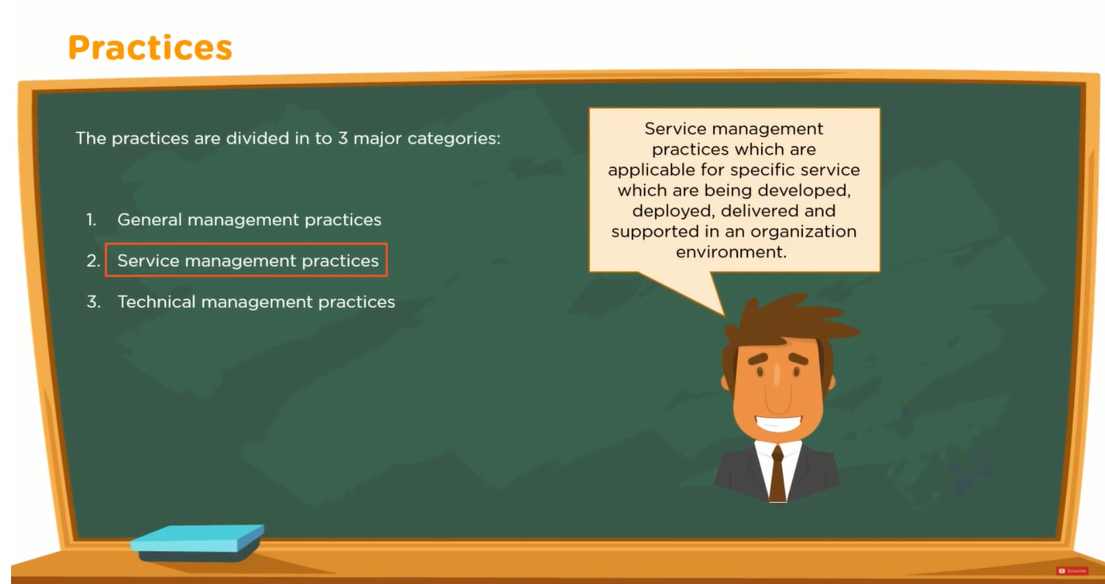 Practices
The practices are divided in to 3 major categories:
1. General management practices
2. Service management practices
3. Technical management practices
Service management
practices which are
applicable for specific service
which are being developed,
deployed, delivered and
supported in an organization
environment.
Subscribe